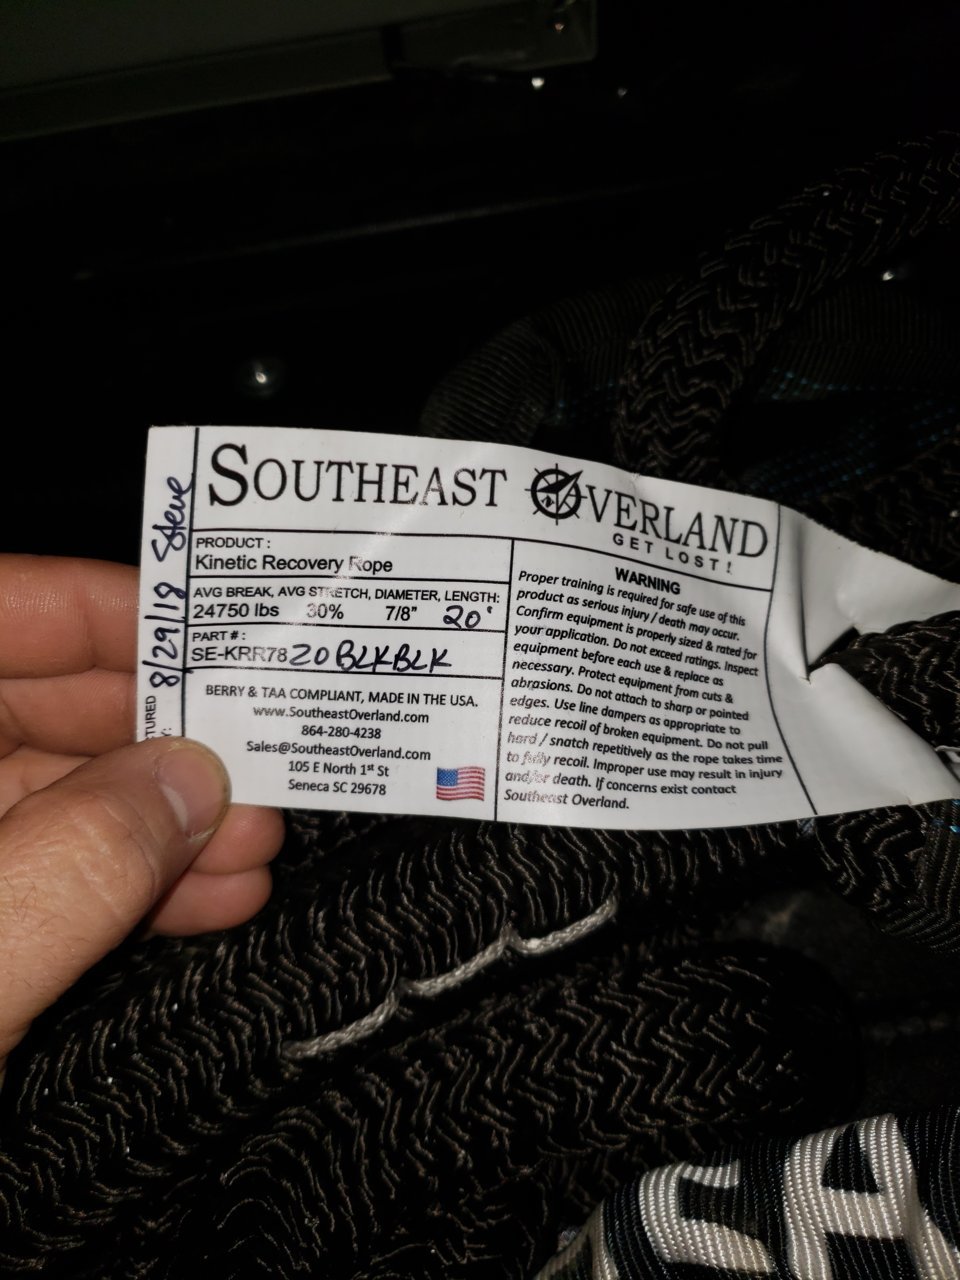 SOUTHEAST OVERLAND
GET LOST!
PRODUCT :
Kinetic Recovery Rope
AVG BREAK, AVG STRETCH, DIAMETER, LENGTH:
24750 lbs 30% 7/8" 20'
PART # :
SE-KRR7820BLKBLK
BERRY & TAA COMPLIANT, MADE IN THE USA.
www.SoutheastOverland.com
864-280-4238
Sales@SoutheastOverland.com
105 E North 1st St
Seneca SC 29678
WARNING
Proper training is required for safe use of this
product as serious injury / death may occur.
Confirm equipment is properly sized & rated for
your application. Do not exceed ratings. Inspect
equipment before each use & replace as
necessary. Protect equipment from cuts &
abrasions. Do not attach to sharp or pointed
edges. Use line dampers as appropriate to
reduce recoil of broken equipment. Do not pull
hard / snatch repetitively as the rope takes time
to fully recoil. Improper use may result in injury
and/or death. If concerns exist contact
Southeast Overland.
8/29/18 Steve